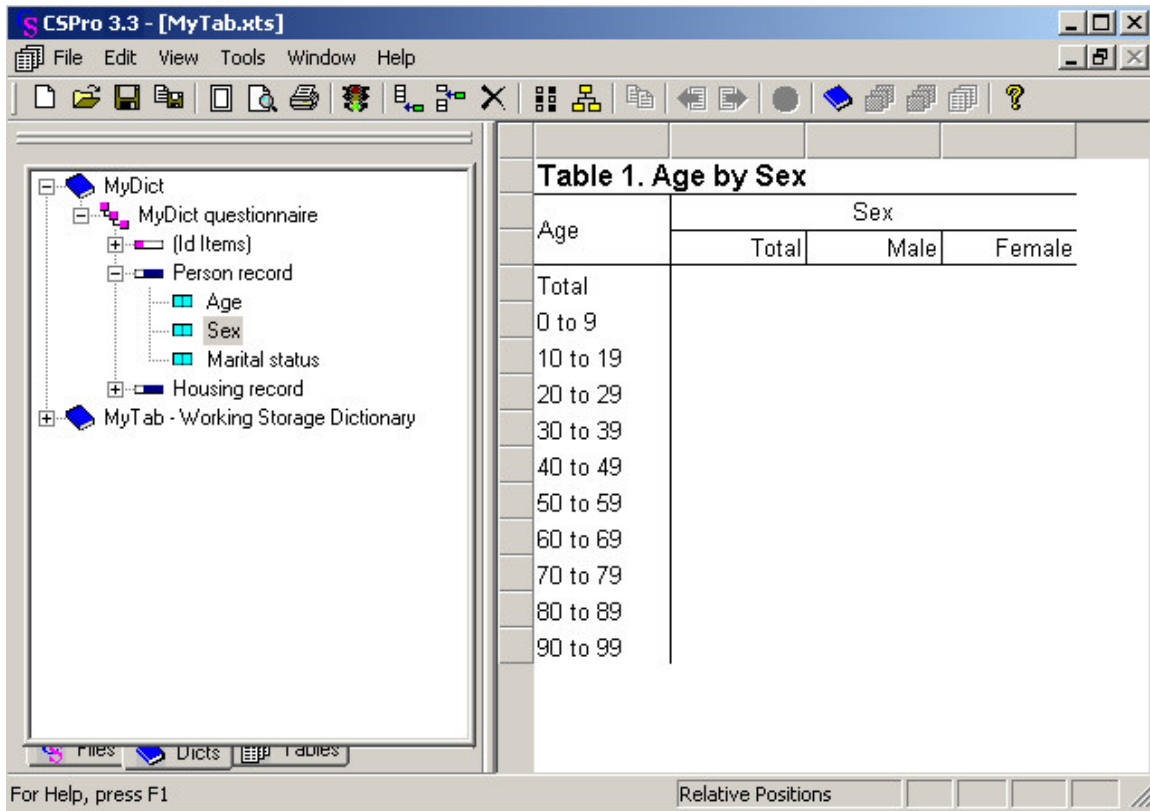 CSPro 3.3 - [MyTab.xts]
File Edit View Tools Window Help
MyDict
MyDict questionnaire
(Id Items)
Person record
Age
Sex
Marital status
Housing record
MyTab - Working Storage Dictionary
Files Dicts Tables
Table 1. Age by Sex
Age
Sex
Total Male Female
Total
0 to 9
10 to 19
20 to 29
30 to 39
40 to 49
50 to 59
60 to 69
70 to 79
80 to 89
90 to 99
For Help, press F1
Relative Positions